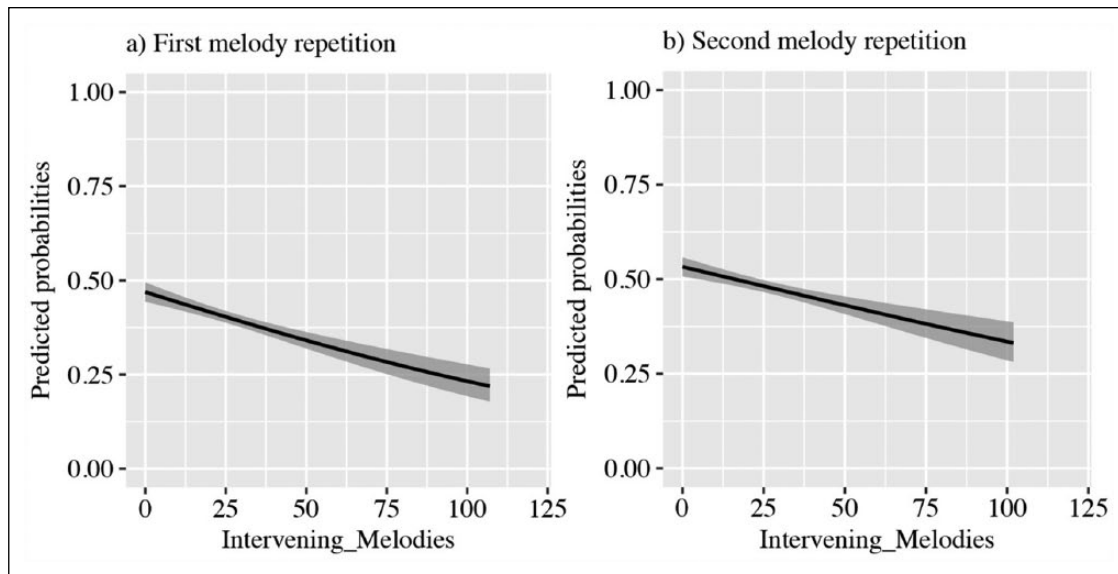 a) First melody repetition
Predicted probabilities
1.00
0.75
0.50
0.25
0.00
0 25 50 75 100 125
Intervening_Melodies
b) Second melody repetition
Predicted probabilities
1.00
0.75
0.50
0.25
0.00
0 25 50 75 100 125
Intervening_Melodies